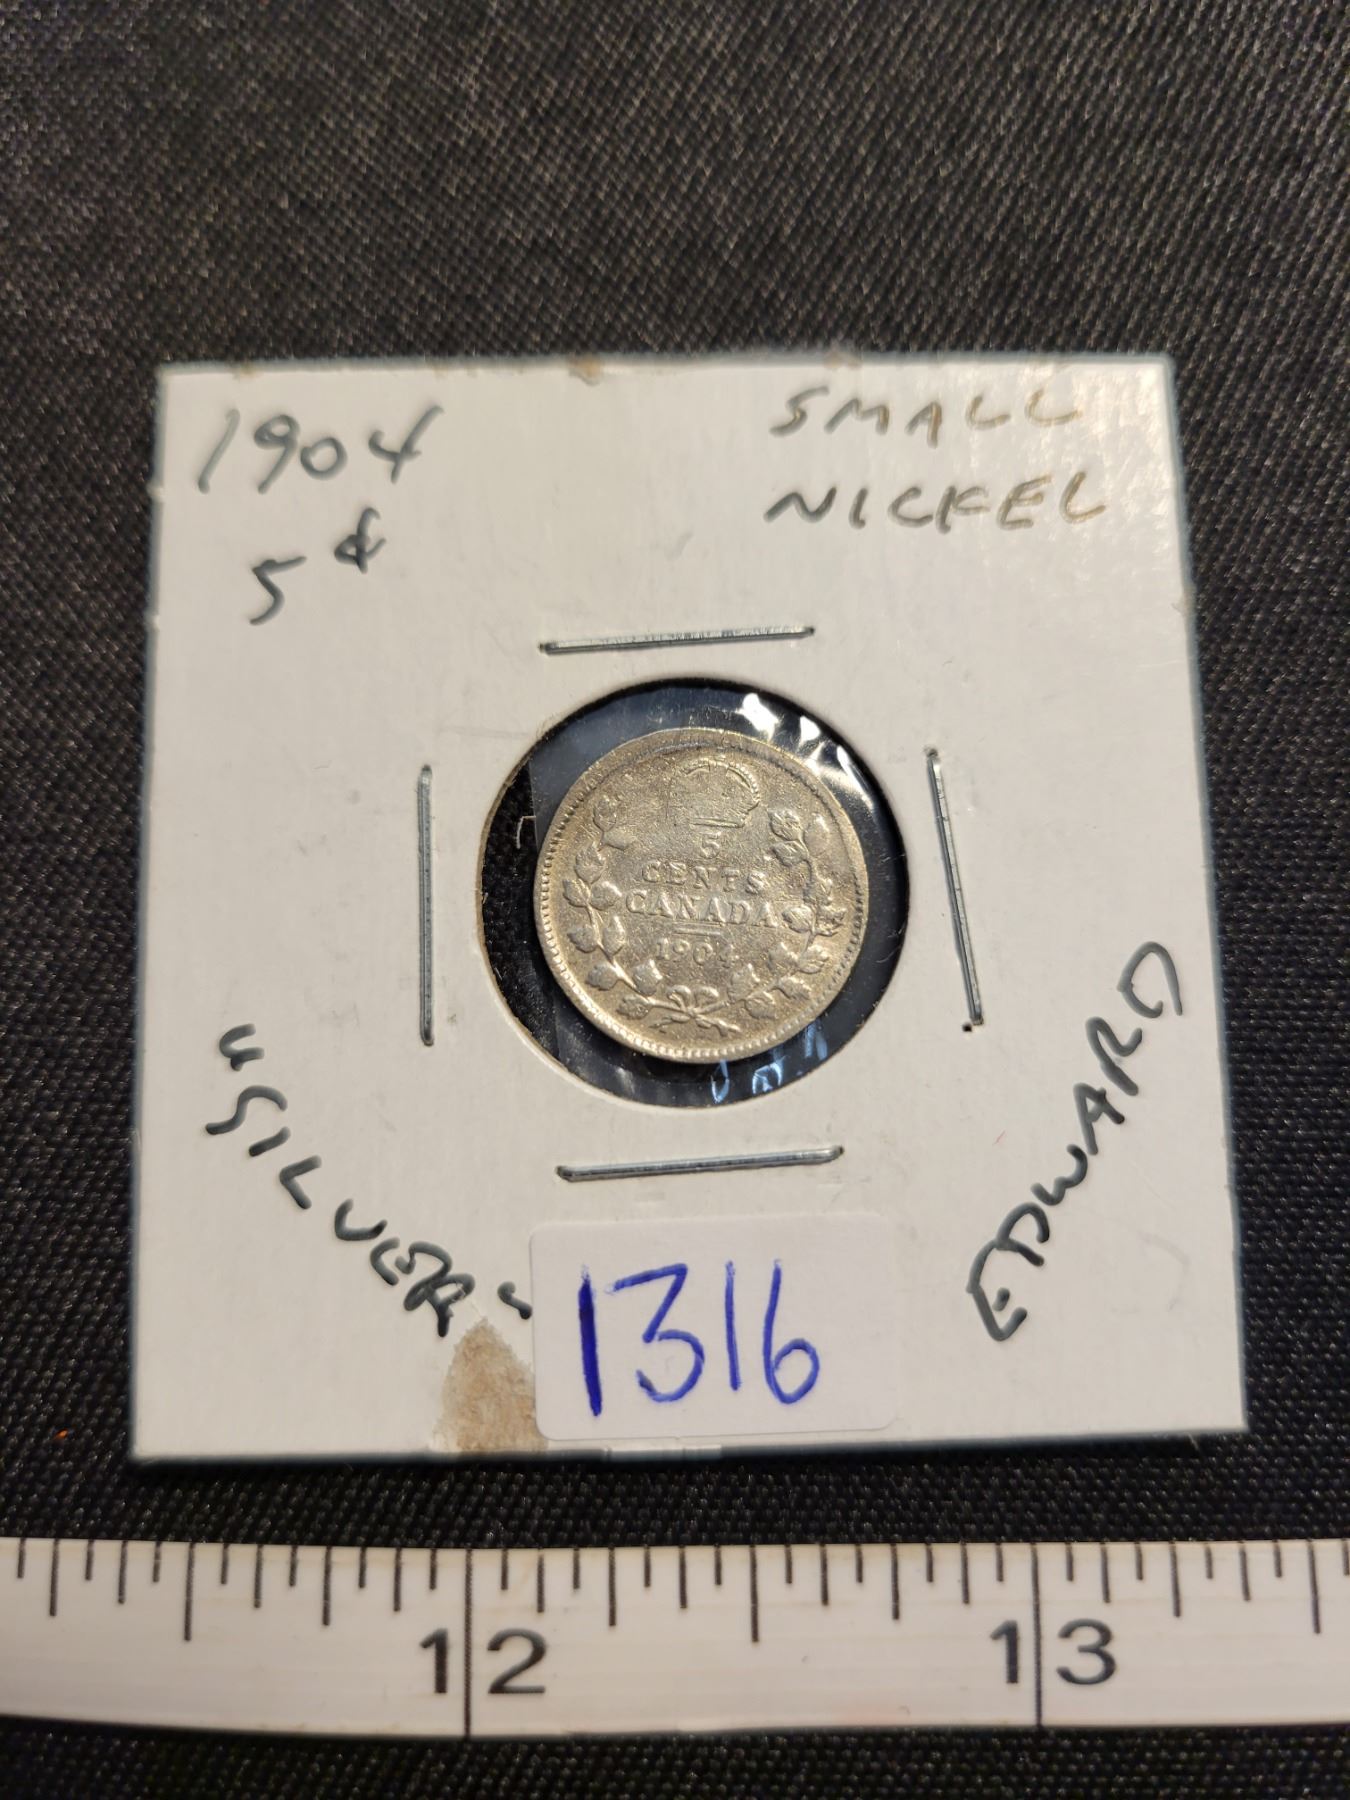 1904
5¢
SMALL
NICKEL
5
CENTS
CANADA
1904
"SILVER"
EDWARD
1316
12
13